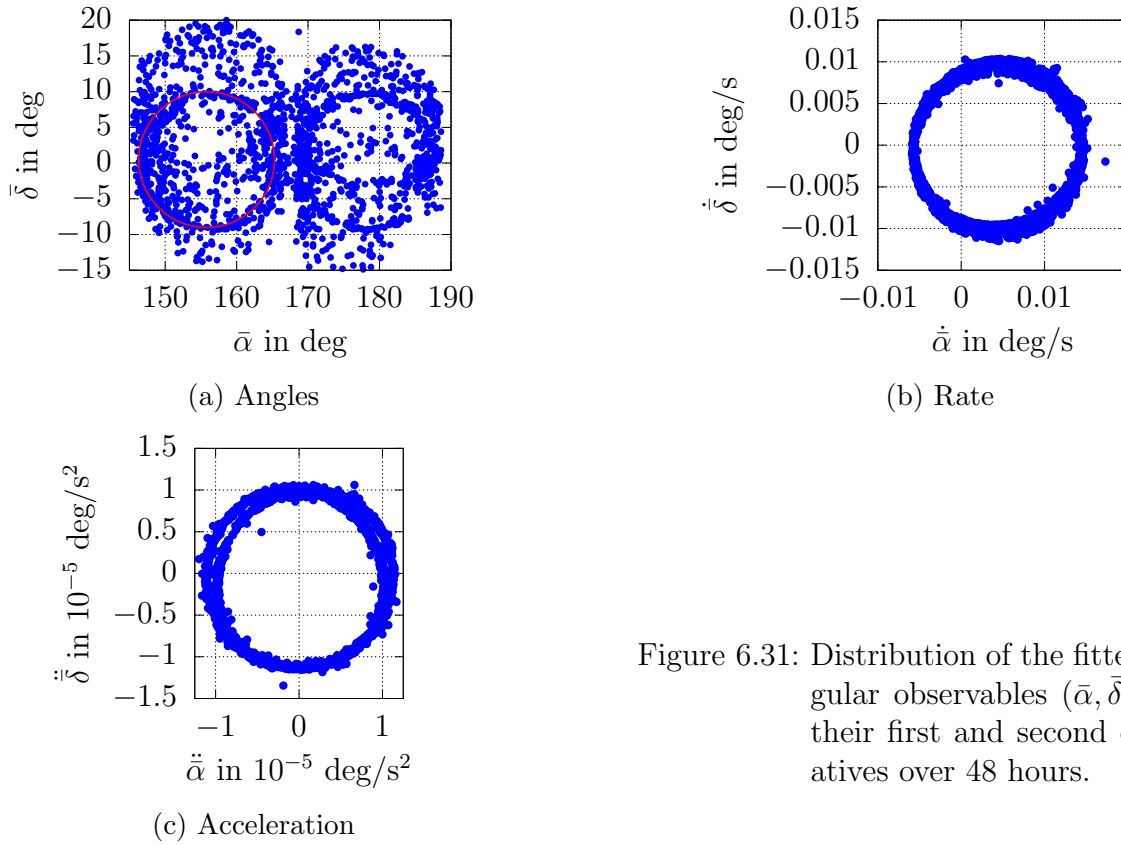 20
15
10
5
0
−5
−10
−15
150 160 170 180 190
δ̄ in deg
ᾱ in deg
(a) Angles
0.015
0.01
0.005
0
−0.005
−0.01
−0.015
−0.01 0 0.01
δ̄̇ in deg/s
ᾱ̇ in deg/s
(b) Rate
1.5
1
0.5
0
−0.5
−1
−1.5
−1 0 1
δ̄̈ in 10⁻⁵ deg/s²
ᾱ̈ in 10⁻⁵ deg/s²
(c) Acceleration
Figure 6.31: Distribution of the fitte
gular observables (ᾱ, δ̄
their first and second
atives over 48 hours.